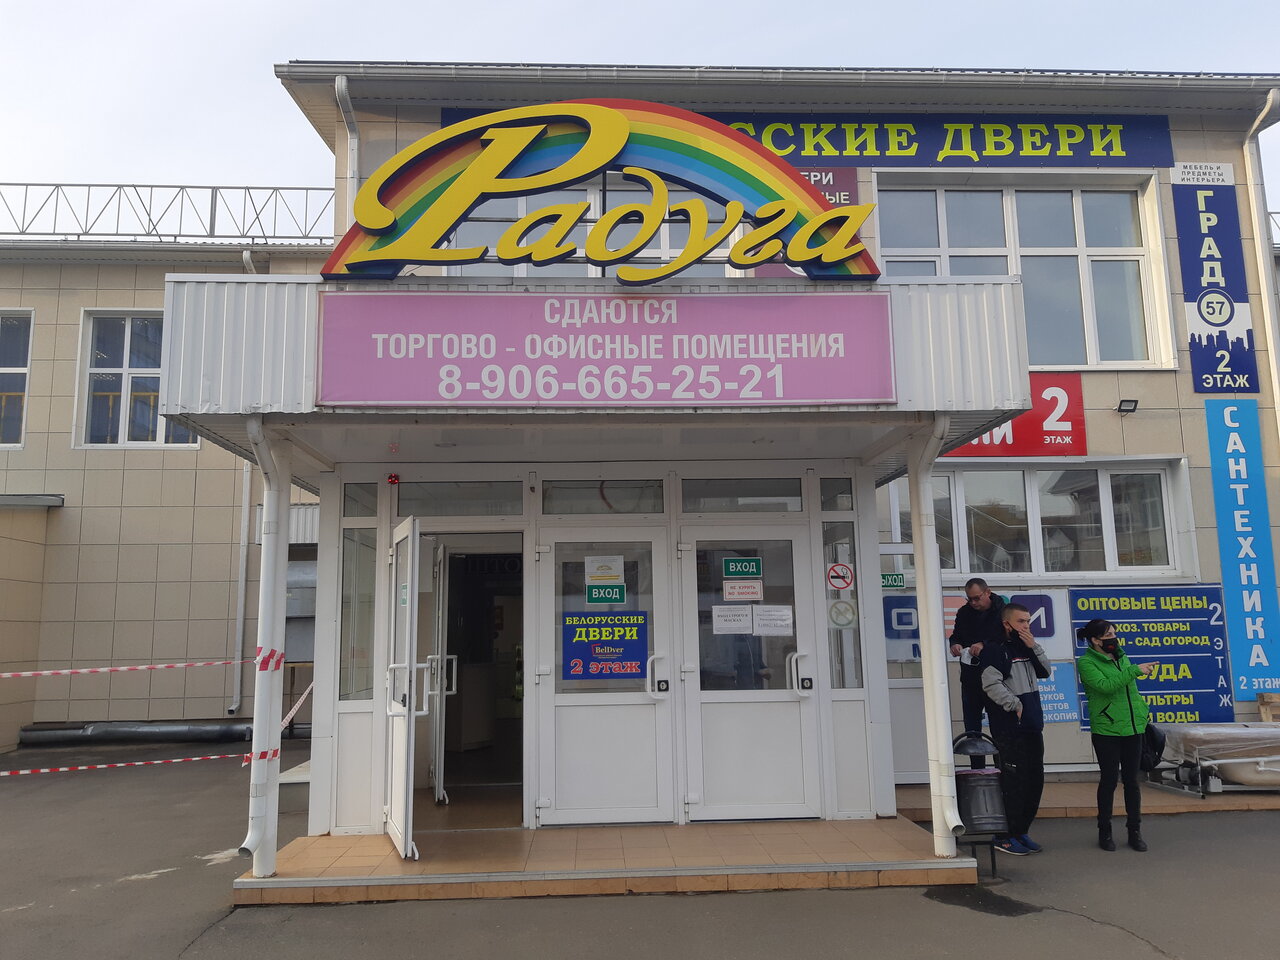 Радуга
СКИЕ ДВЕРИ
СДАЮТСЯ
ТОРГОВО - ОФИСНЫЕ ПОМЕЩЕНИЯ
8-906-665-25-21
МЕБЕЛЬ И
ПРЕДМЕТЫ
ИНТЕРЬЕРА
ГРАД
57
2
ЭТАЖ
2
ЭТАЖ
САНТЕХНИКА
2 этаж
ВХОД
БЕЛОРУССКИЕ
ДВЕРИ
BelDver
2 этаж
ВХОД
НЕ КУРИТЬ
NO SMOKING
ВЫХОД
ОПТОВЫЕ ЦЕНЫ
ХОЗ. ТОВАРЫ
М - САД ОГОРОД
УДА
ЛЬТРЫ
И ВОДЫ
2 ЭТАЖ